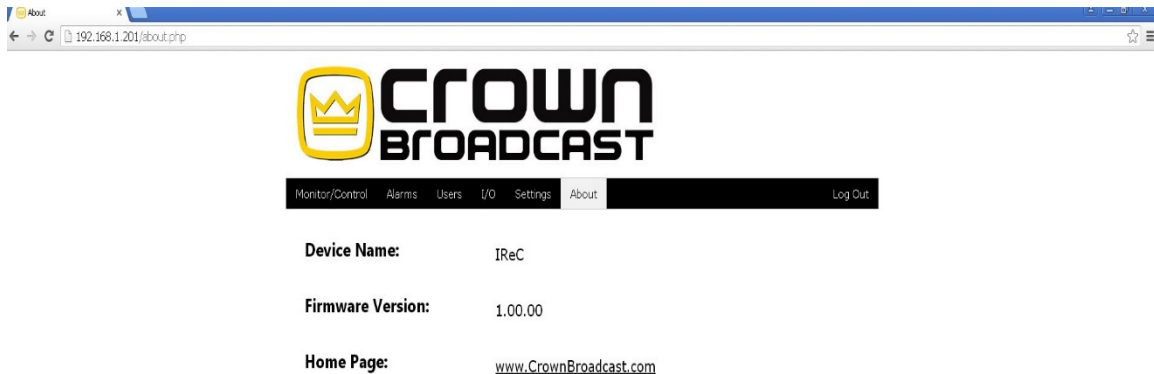 About
192.168.1.201/about.php
crown
BROADCAST
Monitor/Control Alarms Users I/O Settings About Log Out
Device Name: IReC
Firmware Version: 1.00.00
Home Page: www.CrownBroadcast.com